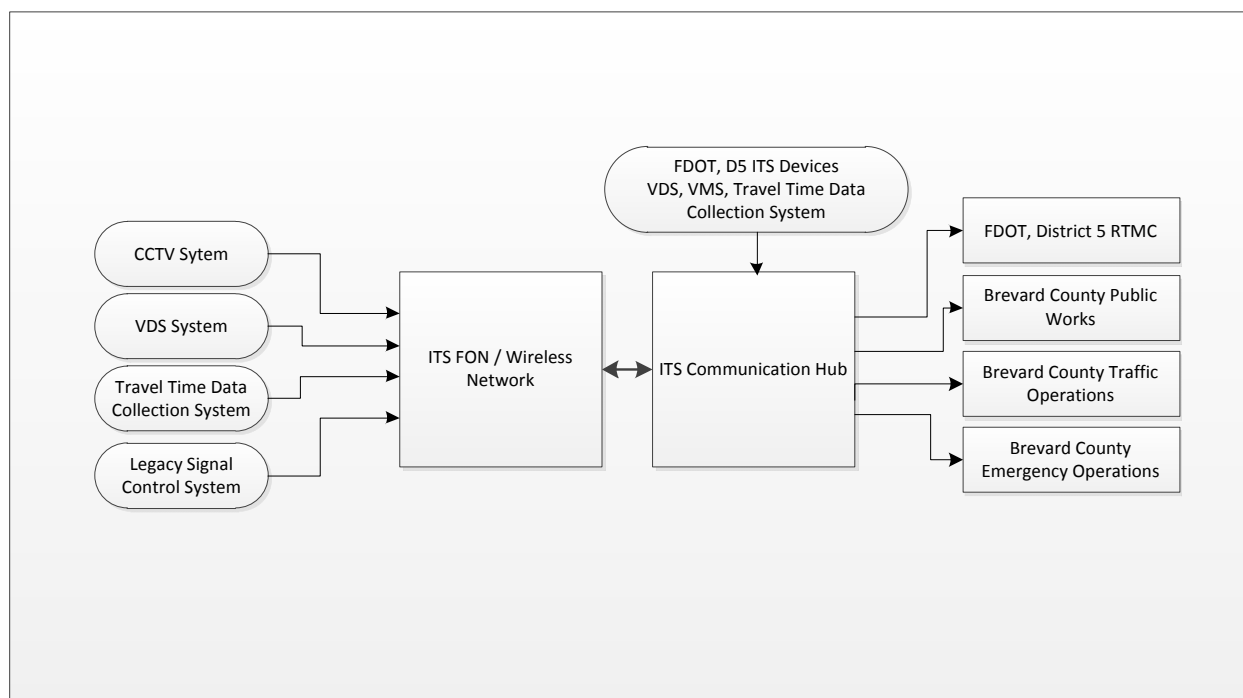 FDOT, D5 ITS Devices
VDS, VMS, Travel Time Data
Collection System
CCTV Sytem
VDS System
Travel Time Data
Collection System
Legacy Signal
Control System
ITS FON / Wireless
Network
ITS Communication Hub
FDOT, District 5 RTMC
Brevard County Public
Works
Brevard County Traffic
Operations
Brevard County
Emergency Operations